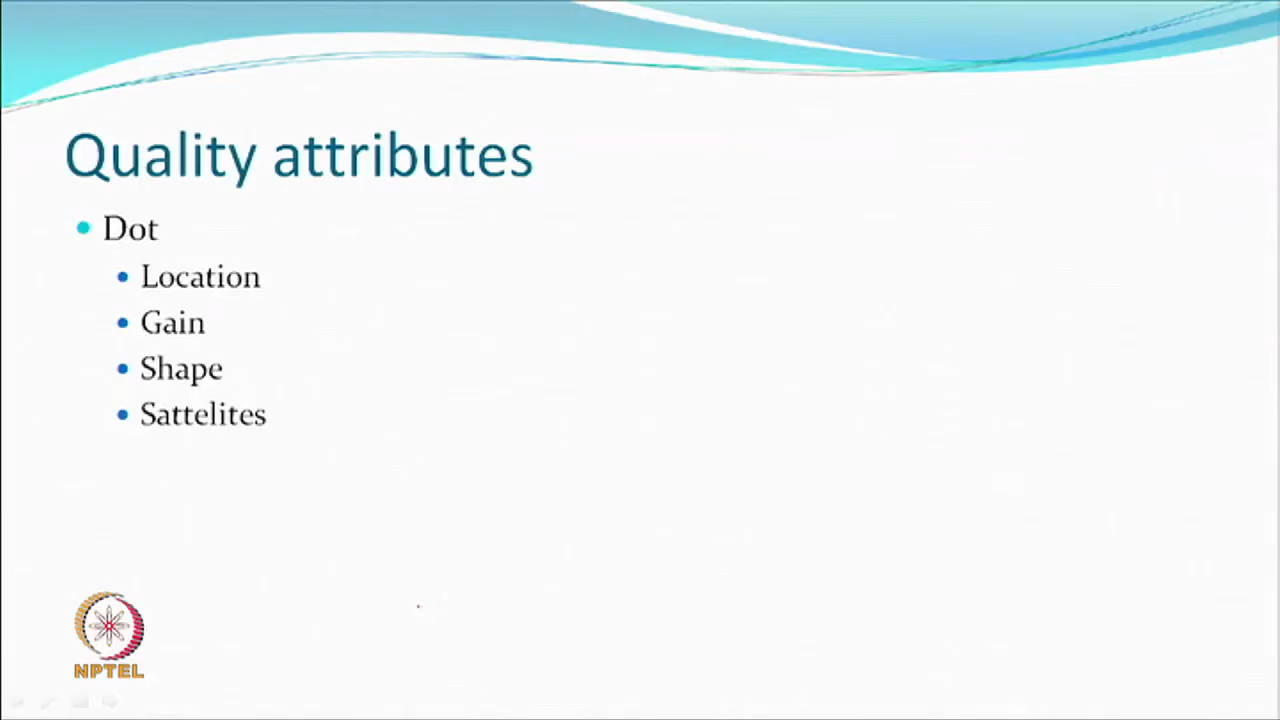 Quality attributes
Dot
Location
Gain
Shape
Sattelites
NPTEL